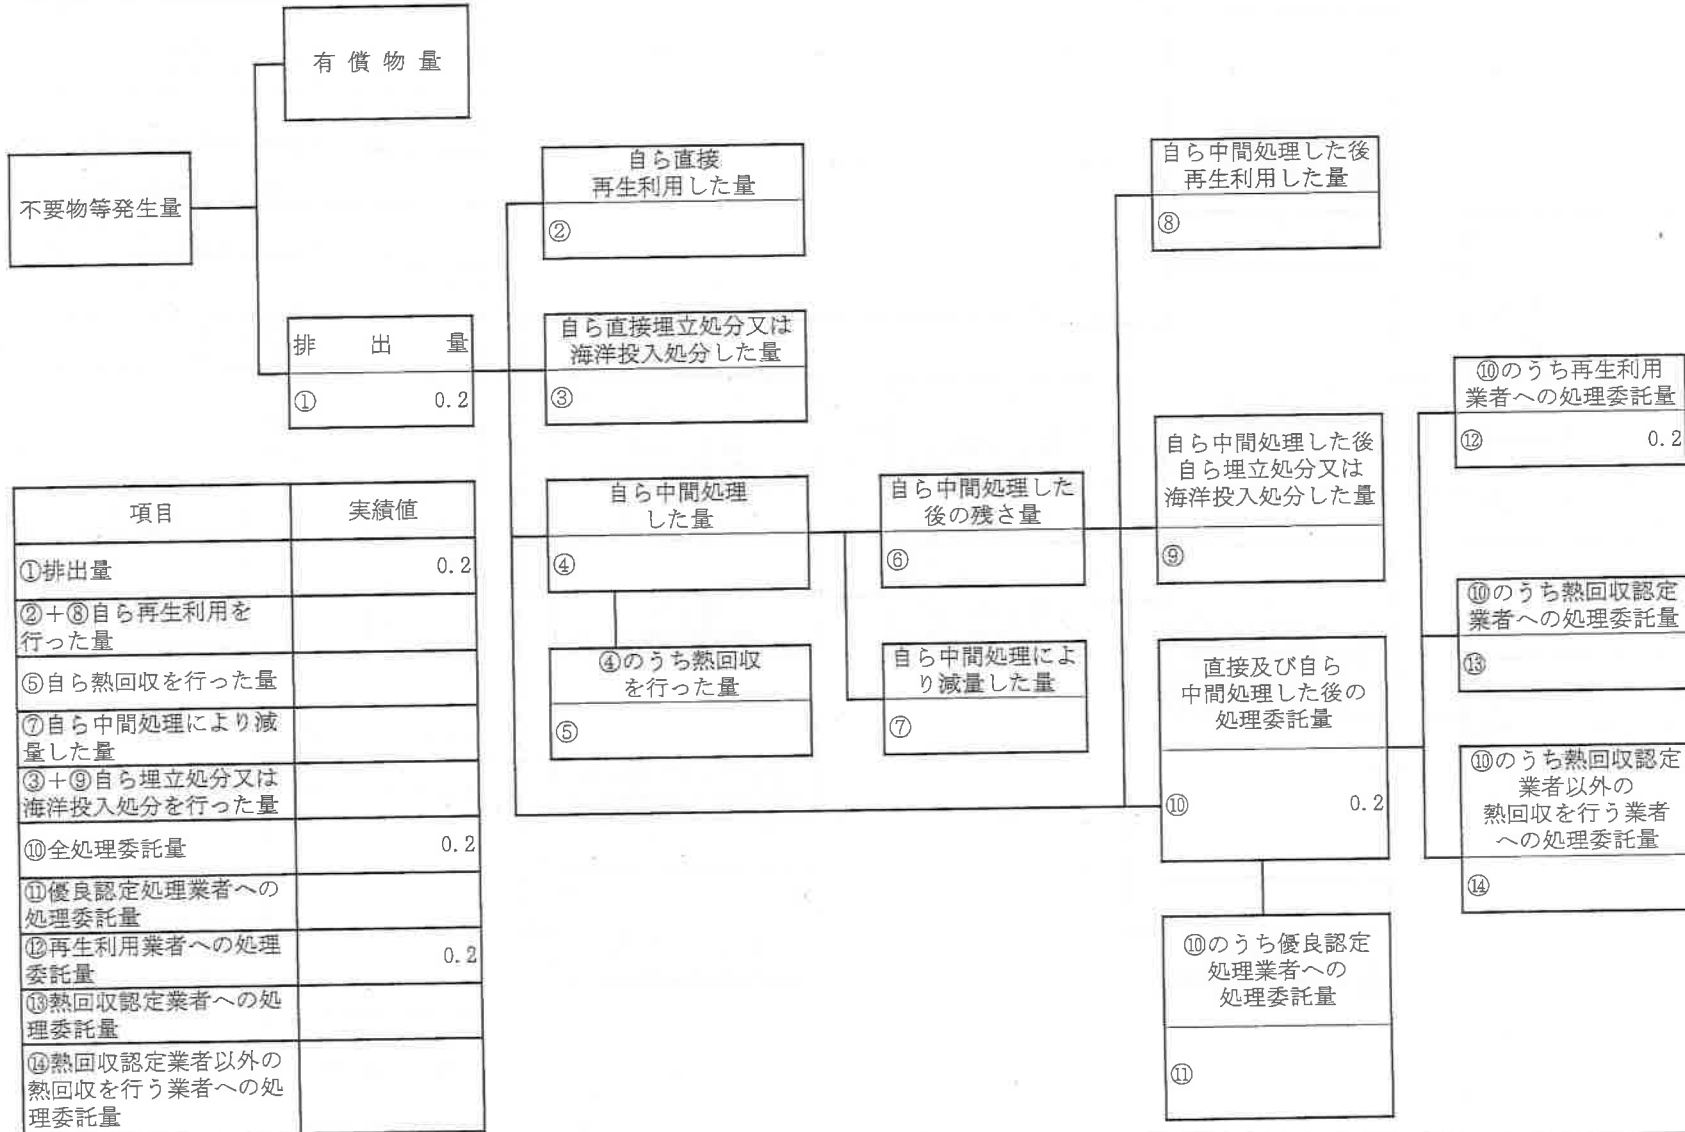 有償物量
不要物等発生量
排出量
① 0.2
自ら直接
再生利用した量
②
自ら直接埋立処分又は
海洋投入処分した量
③
自ら中間処理
した量
④
④のうち熱回収
を行った量
⑤
自ら中間処理した
後の残さ量
⑥
自ら中間処理によ
り減量した量
⑦
自ら中間処理した後
再生利用した量
⑧
自ら中間処理した後
自ら埋立処分又は
海洋投入処分した量
⑨
直接及び自ら
中間処理した後の
処理委託量
⑩ 0.2
⑩のうち優良認定
処理業者への
処理委託量
⑪
⑩のうち再生利用
業者への処理委託量
⑫ 0.2
⑩のうち熱回収認定
業者への処理委託量
⑬
⑩のうち熱回収認定
業者以外の
熱回収を行う業者
への処理委託量
⑭
項目 実績値
①排出量 0.2
②+⑧自ら再生利用を
行った量
⑤自ら熱回収を行った量
⑦自ら中間処理により減
量した量
③+⑨自ら埋立処分又は
海洋投入処分を行った量
⑩全処理委託量 0.2
⑪優良認定処理業者への
処理委託量
⑫再生利用業者への処理
委託量 0.2
⑬熱回収認定業者への処
理委託量
⑭熱回収認定業者以外の
熱回収を行う業者への処
理委託量